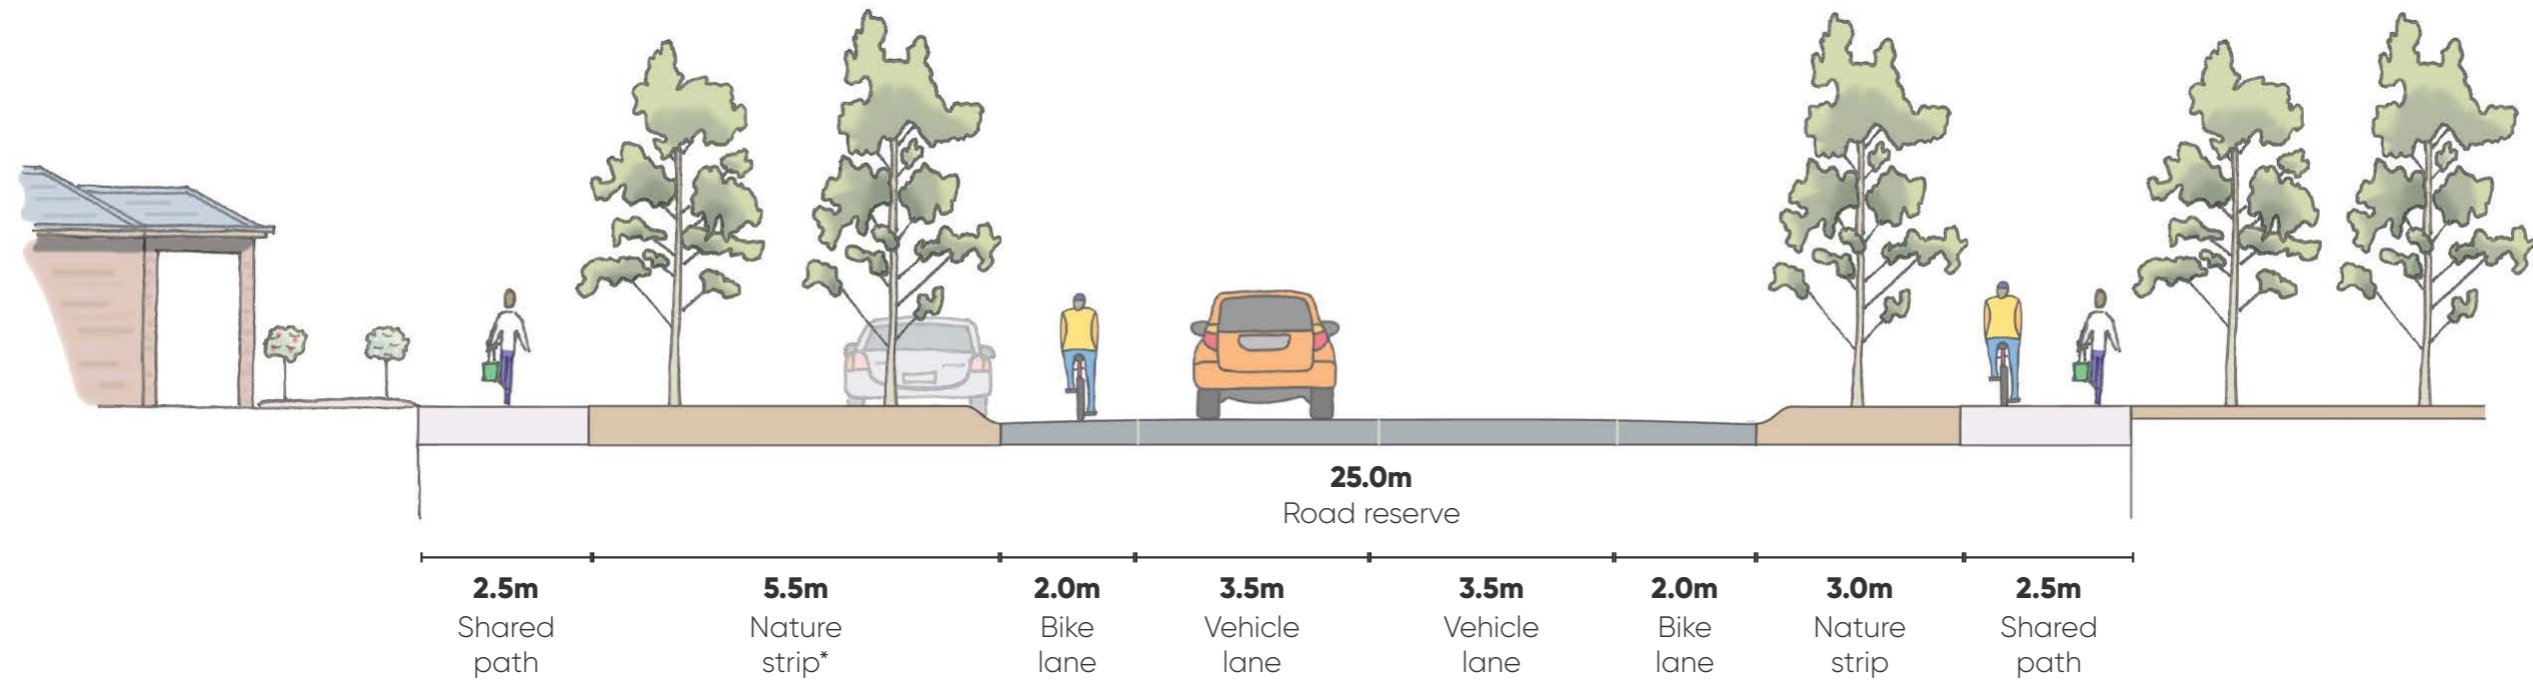 25.0m
Road reserve
2.5m
Shared
path
5.5m
Nature
strip*
2.0m
Bike
lane
3.5m
Vehicle
lane
3.5m
Vehicle
lane
2.0m
Bike
lane
3.0m
Nature
strip
2.5m
Shared
path